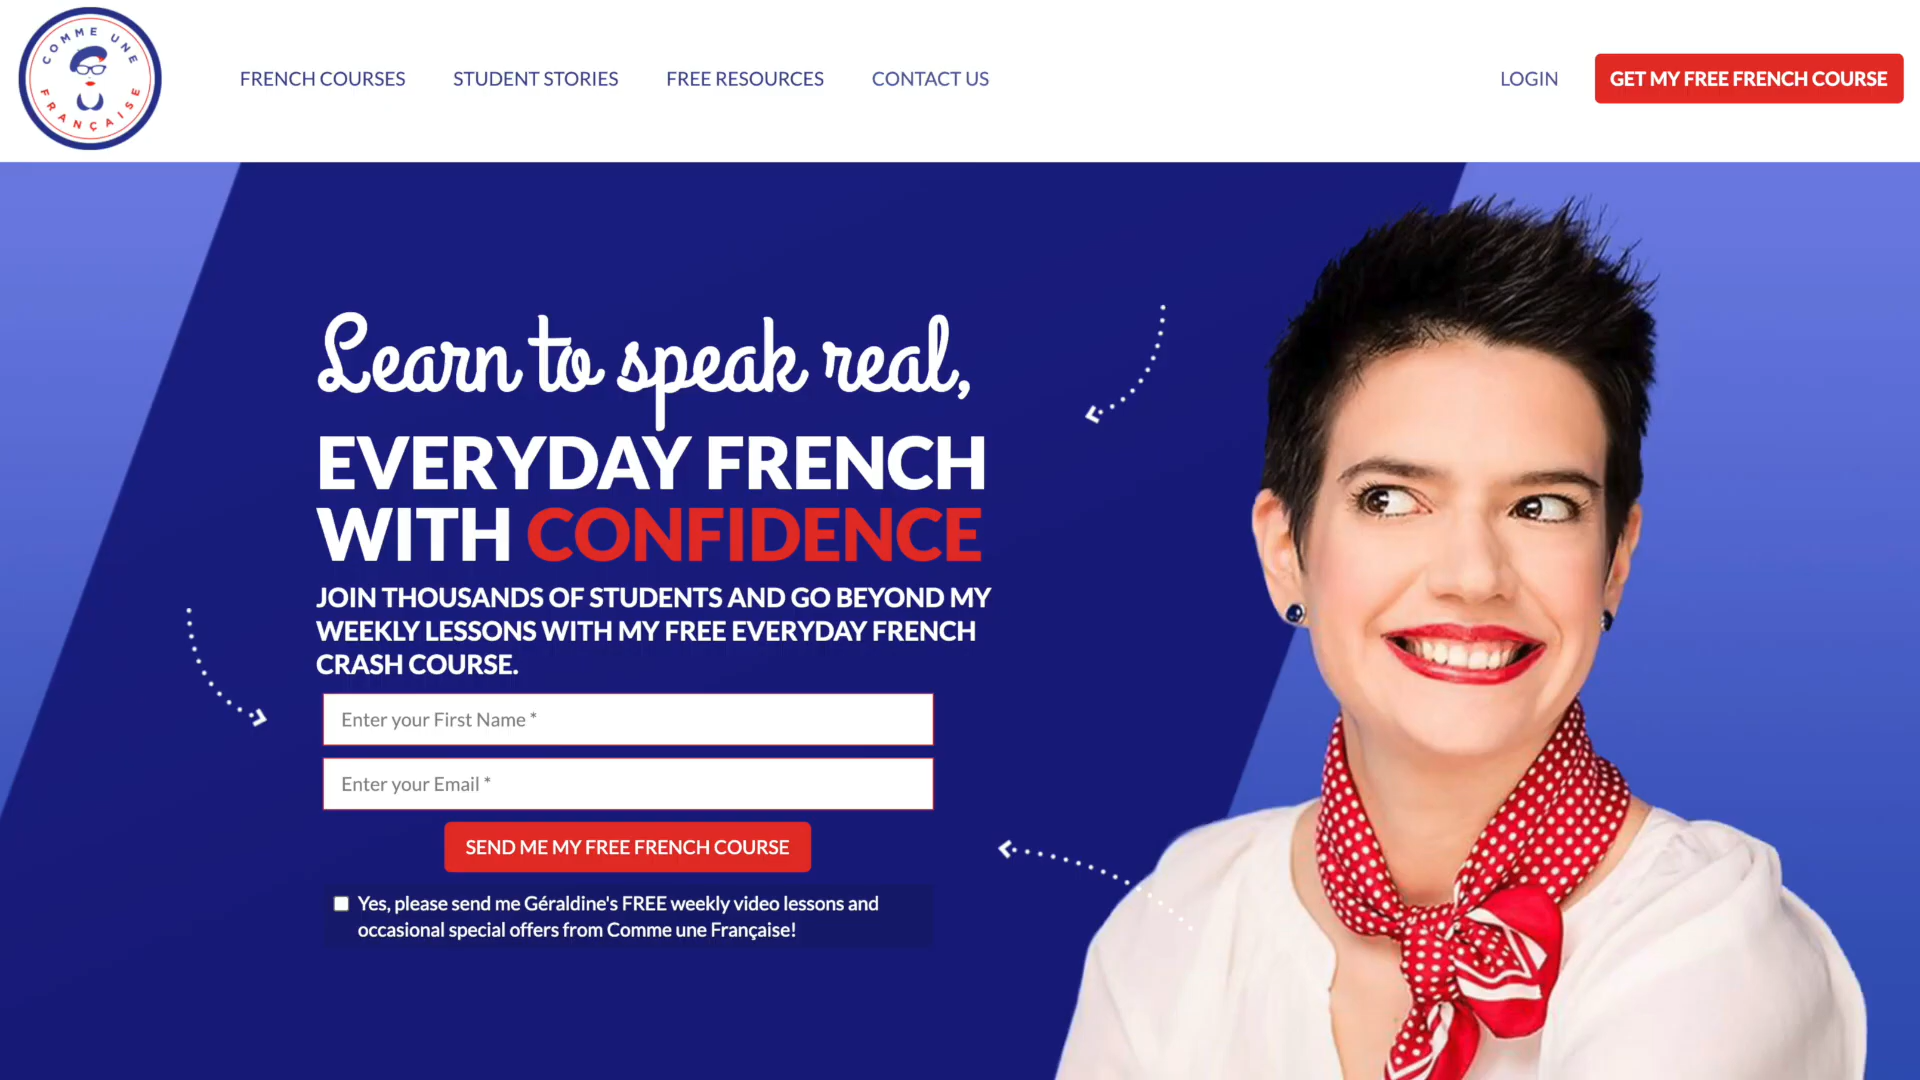 COMME UNE
FRANÇAISE
FRENCH COURSES
STUDENT STORIES
FREE RESOURCES
CONTACT US
LOGIN
GET MY FREE FRENCH COURSE
Learn to speak real,
EVERYDAY FRENCH
WITH CONFIDENCE
JOIN THOUSANDS OF STUDENTS AND GO BEYOND MY
WEEKLY LESSONS WITH MY FREE EVERYDAY FRENCH
CRASH COURSE.
Enter your First Name *
Enter your Email *
SEND ME MY FREE FRENCH COURSE
Yes, please send me Géraldine's FREE weekly video lessons and
occasional special offers from Comme une Française!